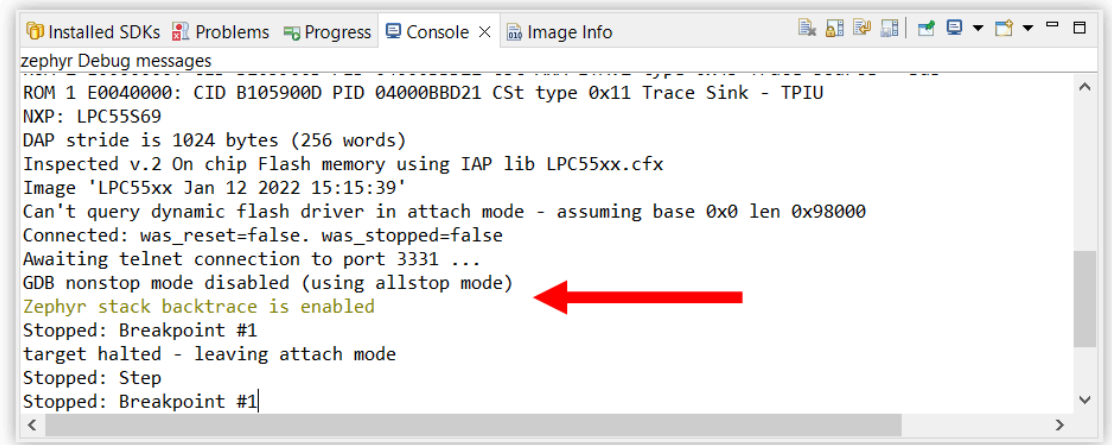 Installed SDKs Problems Progress Console Image Info
zephyr Debug messages
ROM 1 E0040000: CID B105900D PID 04000BBD21 CSt type 0x11 Trace Sink - TPIU
NXP: LPC55S69
DAP stride is 1024 bytes (256 words)
Inspected v.2 On chip Flash memory using IAP lib LPC55xx.cfx
Image 'LPC55xx Jan 12 2022 15:15:39'
Can't query dynamic flash driver in attach mode - assuming base 0x0 len 0x98000
Connected: was_reset=false. was_stopped=false
Awaiting telnet connection to port 3331 ...
GDB nonstop mode disabled (using allstop mode)
Zephyr stack backtrace is enabled
Stopped: Breakpoint #1
target halted - leaving attach mode
Stopped: Step
Stopped: Breakpoint #1